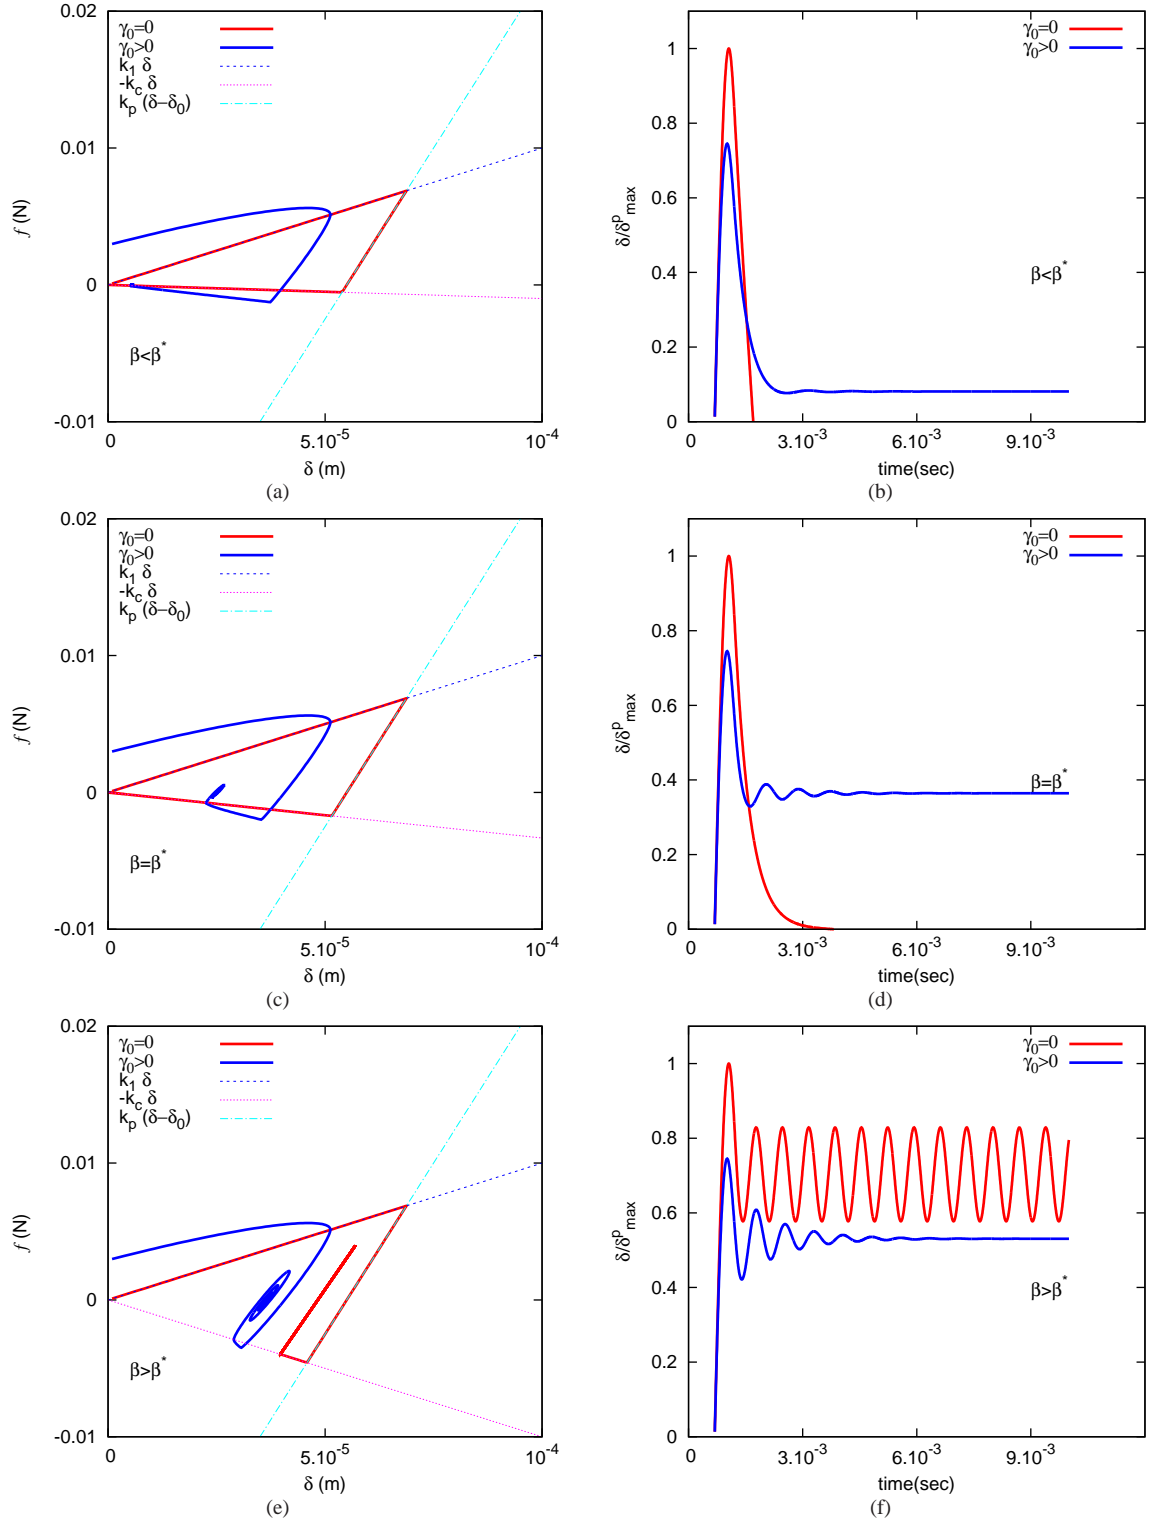 0.02
γ0=0
γ0>0
k1 δ
-kc δ
kp (δ−δ0)
0.01
f (N)
0
β<β*
-0.01
0
5.10-5
10-4
δ (m)
(a)
γ0=0
γ0>0
1
0.8
0.6
δ/δpmax
0.4
β<β*
0.2
0
0
3.10-3
6.10-3
9.10-3
time(sec)
(b)
0.02
γ0=0
γ0>0
k1 δ
-kc δ
kp (δ−δ0)
0.01
f (N)
0
β=β*
-0.01
0
5.10-5
10-4
δ (m)
(c)
γ0=0
γ0>0
1
0.8
0.6
δ/δpmax
0.4
β=β*
0.2
0
0
3.10-3
6.10-3
9.10-3
time(sec)
(d)
0.02
γ0=0
γ0>0
k1 δ
-kc δ
kp (δ−δ0)
0.01
f (N)
0
β>β*
-0.01
0
5.10-5
10-4
δ (m)
(e)
γ0=0
γ0>0
1
0.8
0.6
δ/δpmax
0.4
β>β*
0.2
0
0
3.10-3
6.10-3
9.10-3
time(sec)
(f)